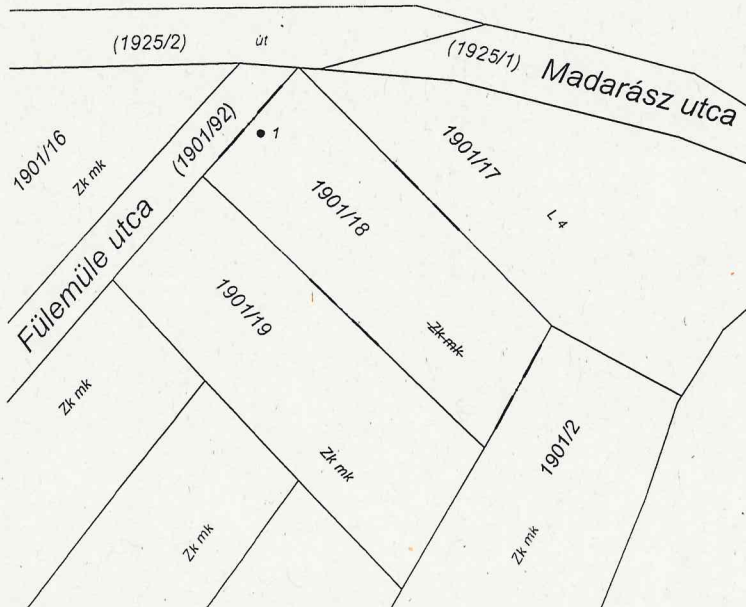 (1925/2)
út
(1925/1)
Madarász utca
1901/16
Zk mk
(1901/92)
1
1901/17
L 4
1901/18
Fülemüle utca
1901/19
Zk mk
Zk mk
Zk mk
1901/2
Zk mk
Zk mk